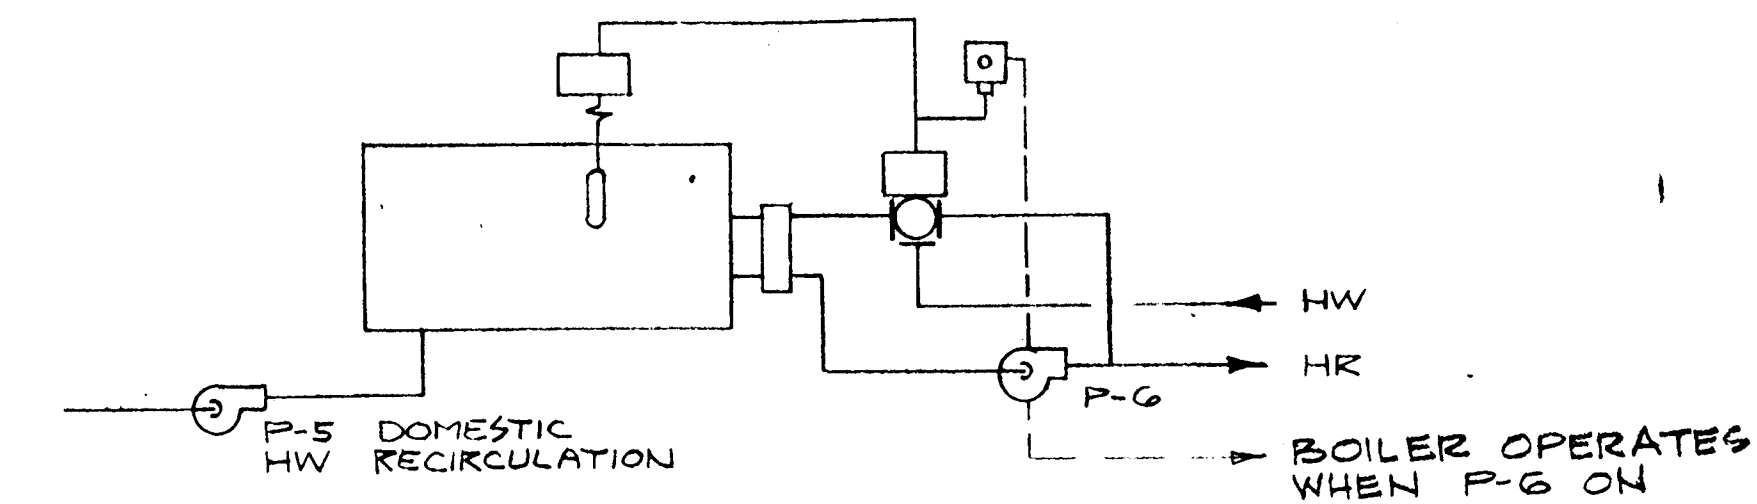 HW
HR
P-6
P-5 DOMESTIC
HW RECIRCULATION
BOILER OPERATES
WHEN P-6 ON